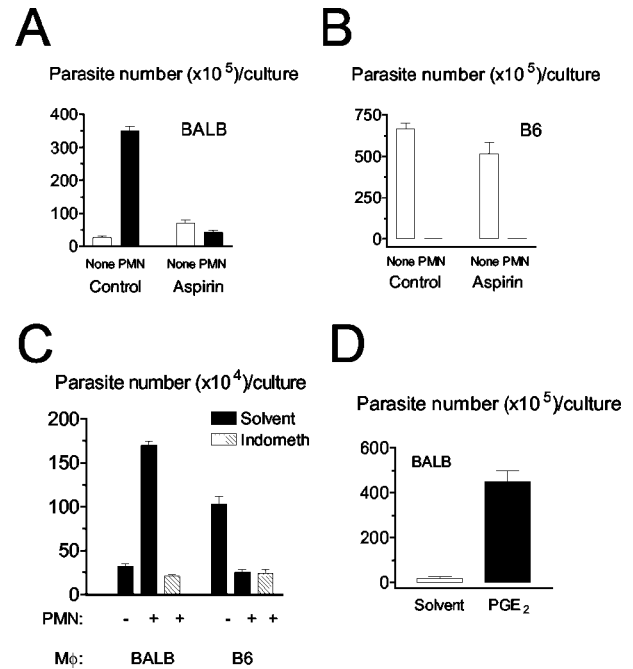 A
Parasite number (x10^5)/culture
BALB
400
300
200
100
0
None PMN None PMN
Control Aspirin
B
Parasite number (x10^5)/culture
B6
750
500
250
0
None PMN None PMN
Control Aspirin
C
Parasite number (x10^4)/culture
Solvent
Indometh
200
150
100
50
0
PMN: - + + - + +
Mϕ: BALB B6
D
Parasite number (x10^5)/culture
BALB
600
400
200
0
Solvent PGE₂